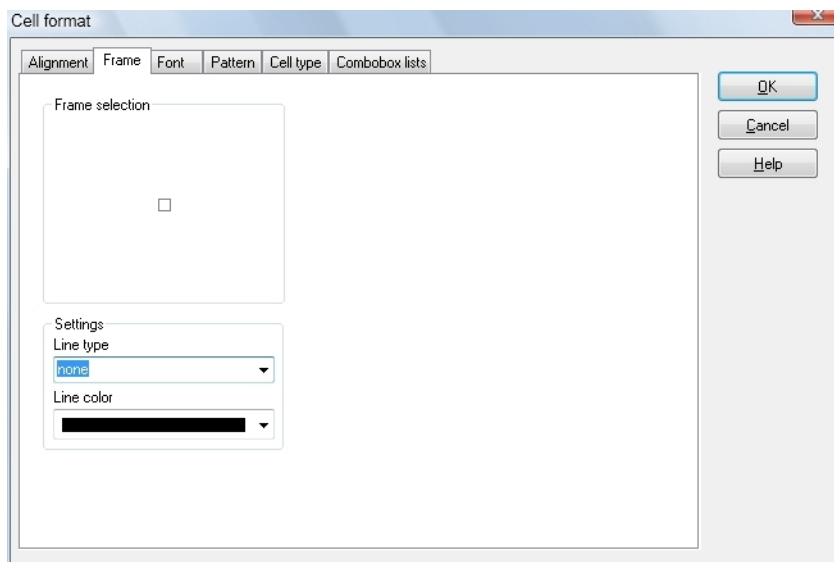 Cell format
Alignment Frame Font Pattern Cell type Combobox lists
Frame selection
Settings
Line type
none
Line color
OK
Cancel
Help